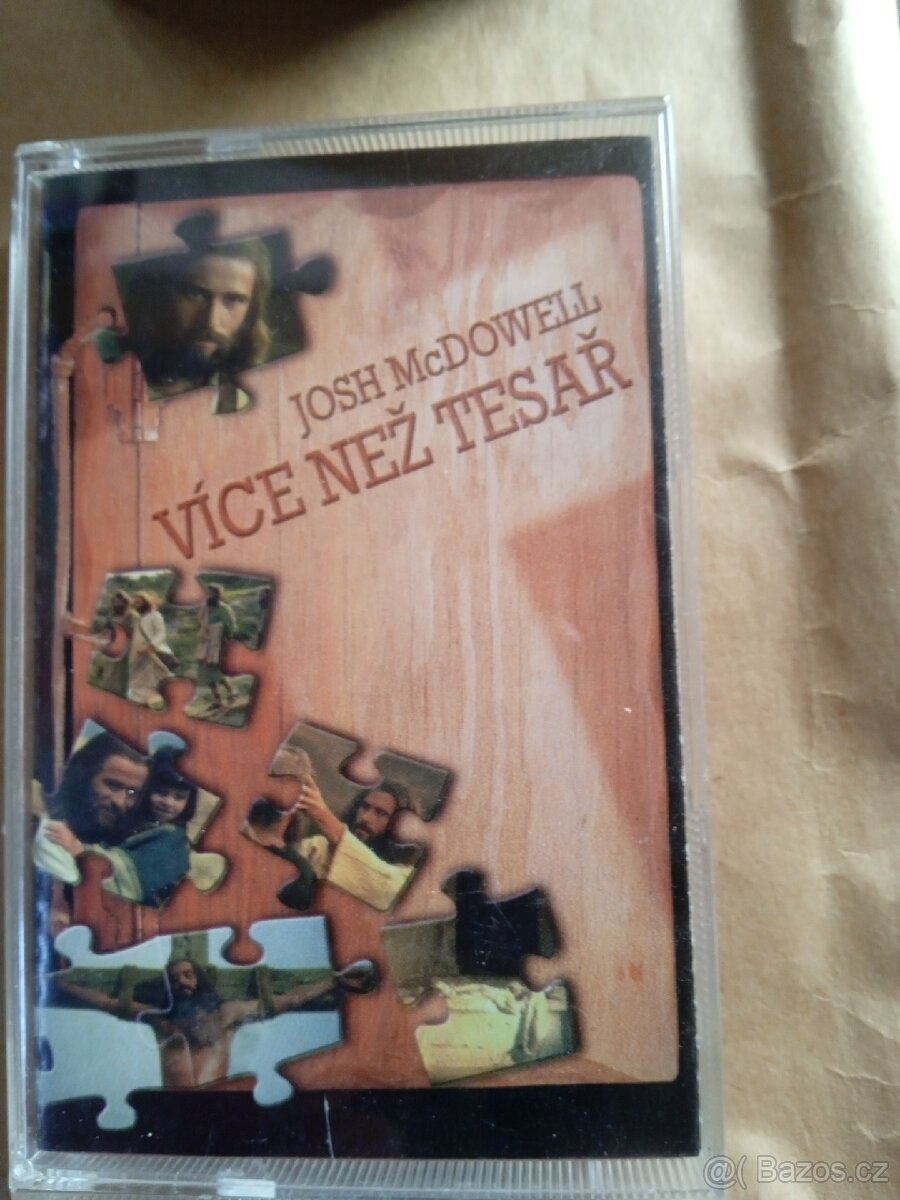 JOSH McDOWELL
VÍCE NEŽ TESAŘ
@( Bazos.cz